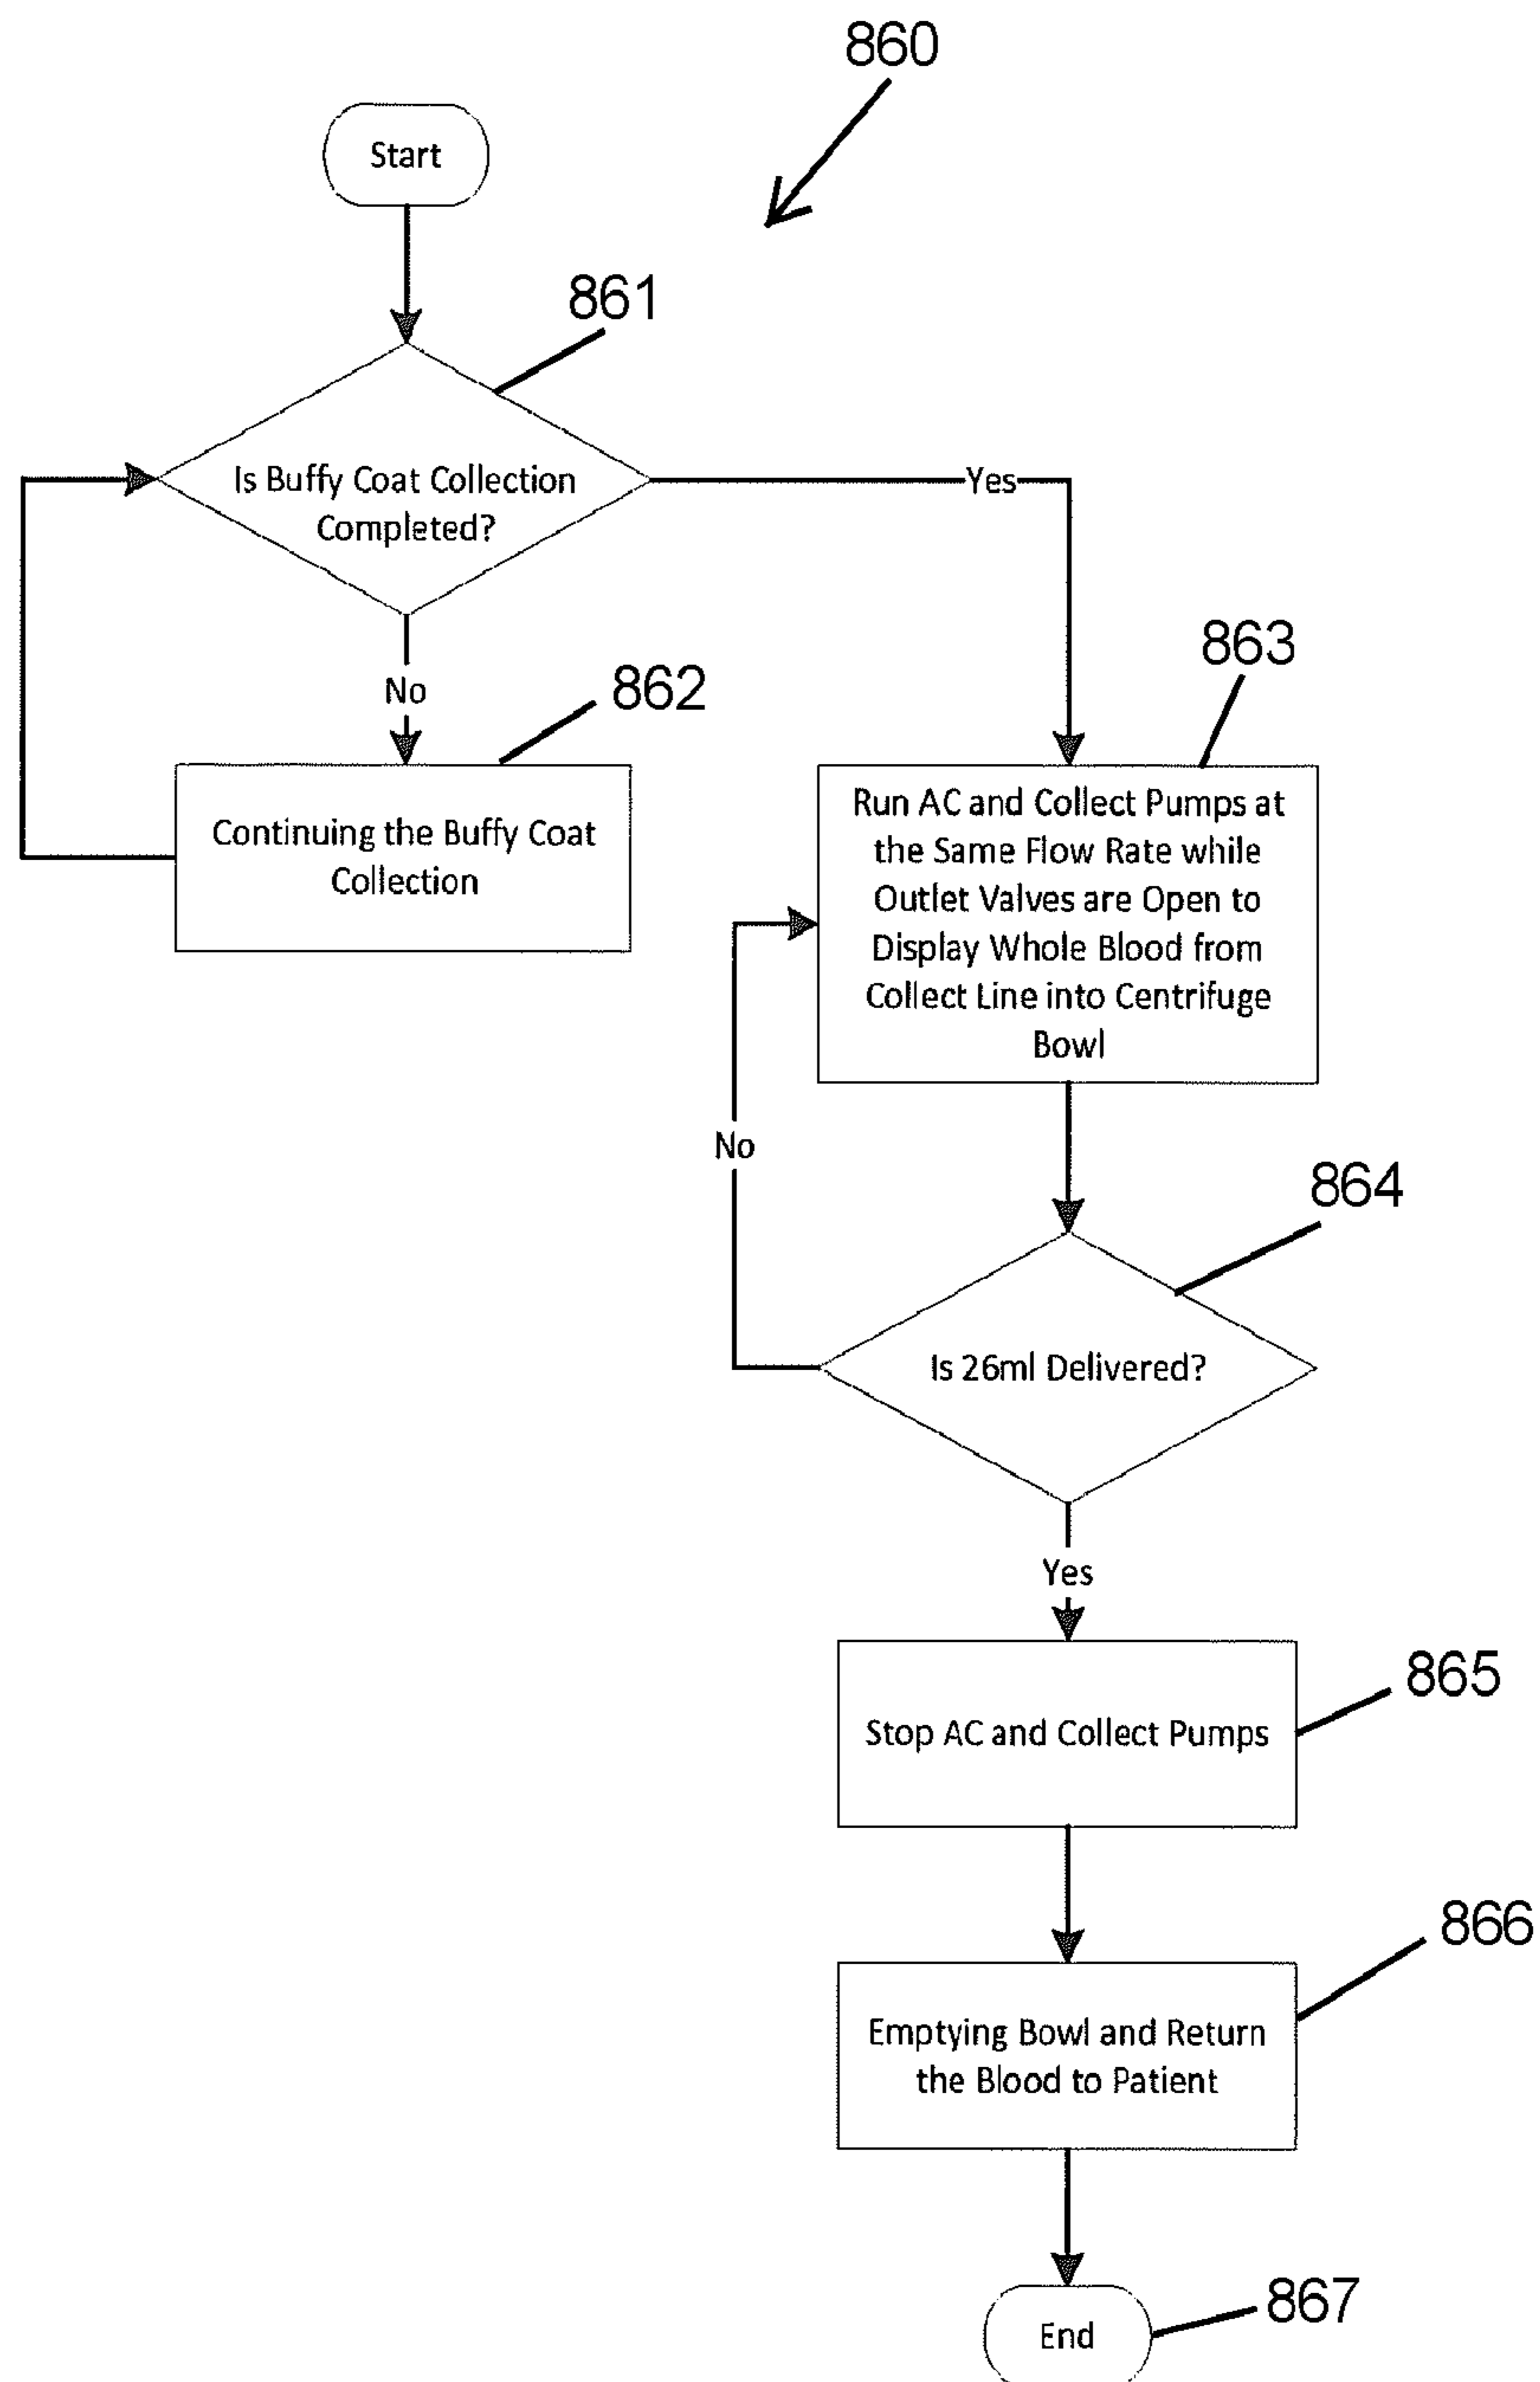 860
Start
861
Is Buffy Coat Collection
Completed?
Yes
No
862
863
Continuing the Buffy Coat
Collection
Run AC and Collect Pumps at
the Same Flow Rate while
Outlet Valves are Open to
Display Whole Blood from
Collect Line into Centrifuge
Bowl
No
864
Is 26ml Delivered?
Yes
865
Stop AC and Collect Pumps
866
Emptying Bowl and Return
the Blood to Patient
867
End